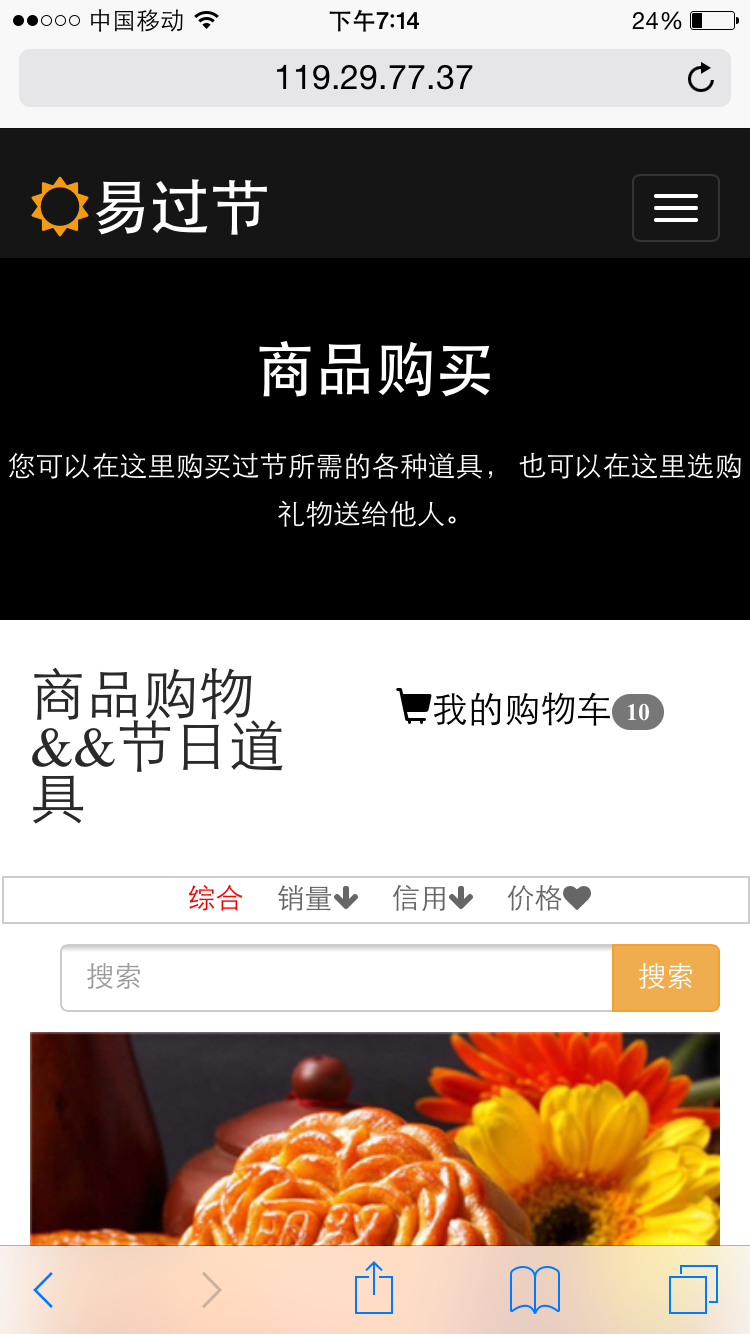 中国移动
下午7:14
24%
119.29.77.37
易过节
商品购买
您可以在这里购买过节所需的各种道具， 也可以在这里选购
礼物送给他人。
商品购物
&&节日道
具
我的购物车 10
综合 销量 信用 价格
搜索 搜索